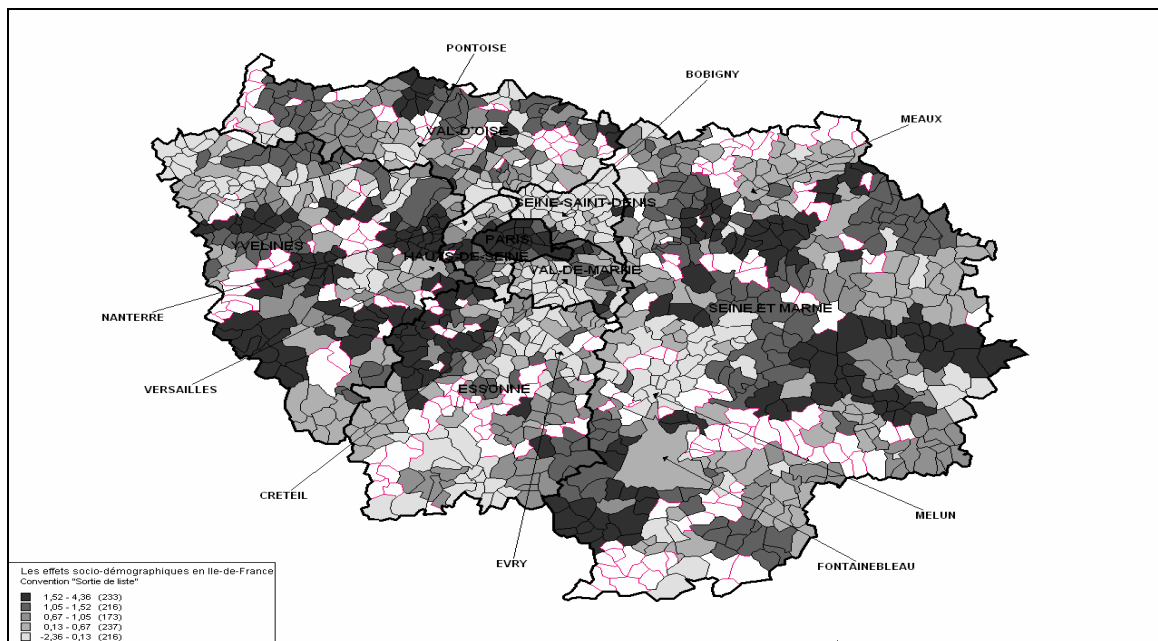 PONTOISE
BOBIGNY
MEAUX
VAL-D'OISE
SEINE-SAINT-DENIS
PARIS
YVELINES
HAUTS-DE-SEINE
VAL-DE-MARNE
SEINE ET MARNE
NANTERRE
VERSAILLES
ESSONNE
CRETEIL
MELUN
EVRY
FONTAINEBLEAU
Les effets socio-démographiques en Ile-de-France
Convention "Sortie de liste"
1,52 - 4,36 (233)
1,05 - 1,52 (216)
0,67 - 1,05 (173)
0,13 - 0,67 (237)
-2,36 - 0,13 (216)